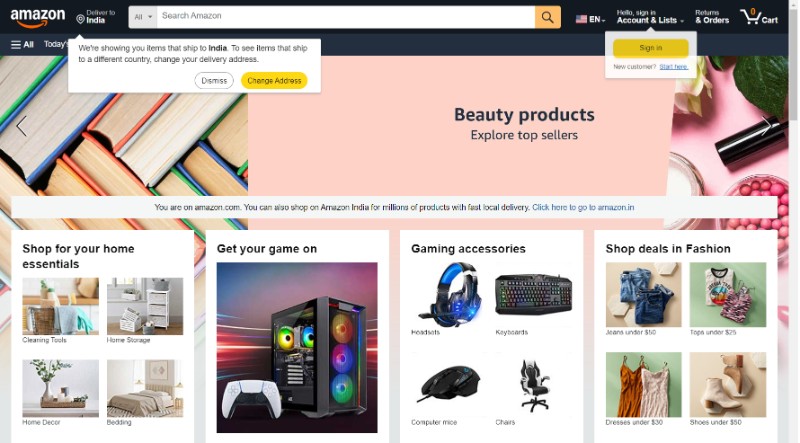 amazon
Deliver to
India
All
Search Amazon
EN
Hello, sign in
Account & Lists
Returns
& Orders
0
Cart
All
Today's
We're showing you items that ship to India. To see items that ship
to a different country, change your delivery address.
Dismiss
Change Address
Sign in
New customer? Start here.
Beauty products
Explore top sellers
You are on amazon.com. You can also shop on Amazon India for millions of products with fast local delivery. Click here to go to amazon.in
Shop for your home
essentials
Cleaning Tools
Home Storage
Home Decor
Bedding
Get your game on
Gaming accessories
Headsets
Keyboards
Computer mice
Chairs
Shop deals in Fashion
Jeans under $50
Tops under $25
Dresses under $30
Shoes under $50